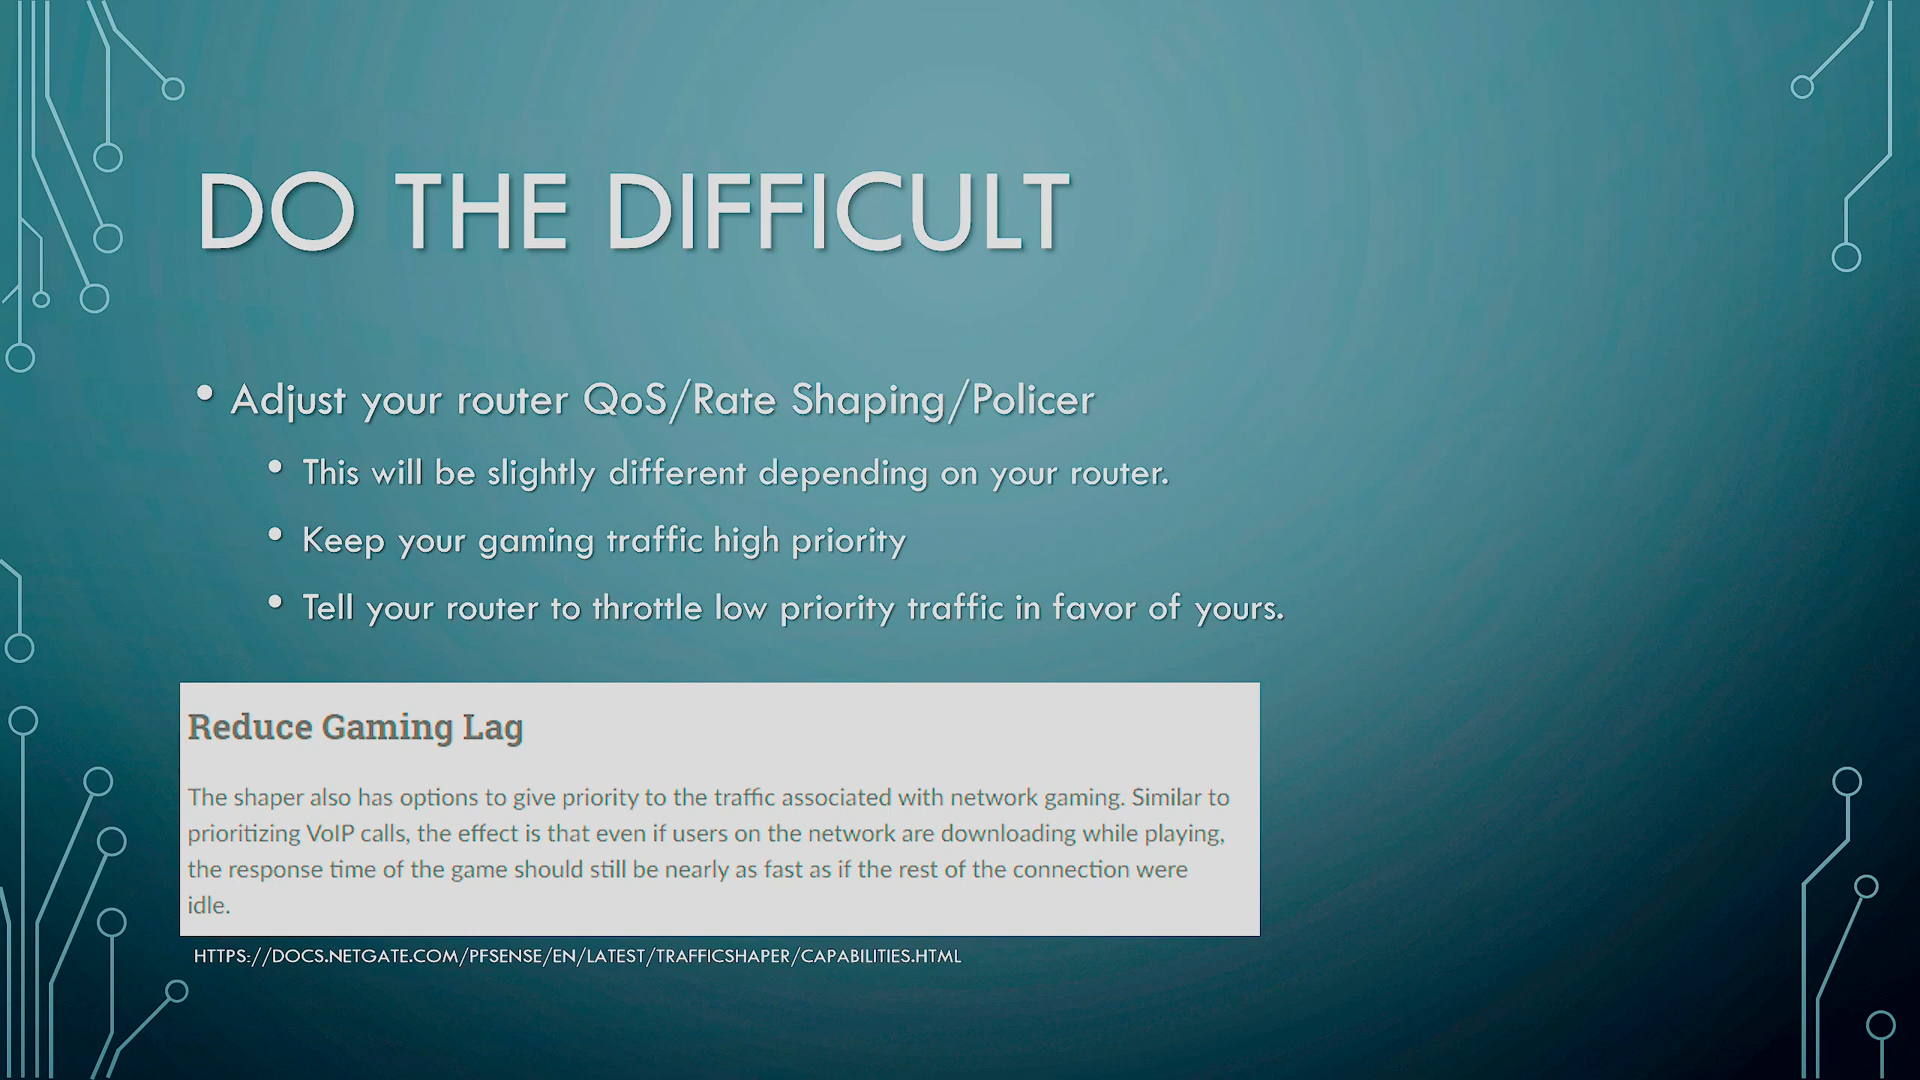 DO THE DIFFICULT
• Adjust your router QoS/Rate Shaping/Policer
• This will be slightly different depending on your router.
• Keep your gaming traffic high priority
• Tell your router to throttle low priority traffic in favor of yours.
Reduce Gaming Lag
The shaper also has options to give priority to the traffic associated with network gaming. Similar to
prioritizing VoIP calls, the effect is that even if users on the network are downloading while playing,
the response time of the game should still be nearly as fast as if the rest of the connection were
idle.
HTTPS://DOCS.NETGATE.COM/PFSENSE/EN/LATEST/TRAFFICSHAPER/CAPABILITIES.HTML